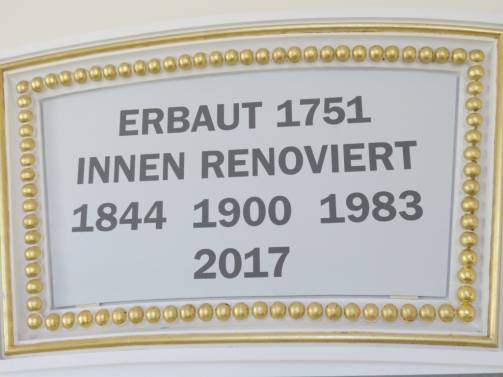 ERBAUT 1751
INNEN RENOVIERT
1844 1900 1983
2017